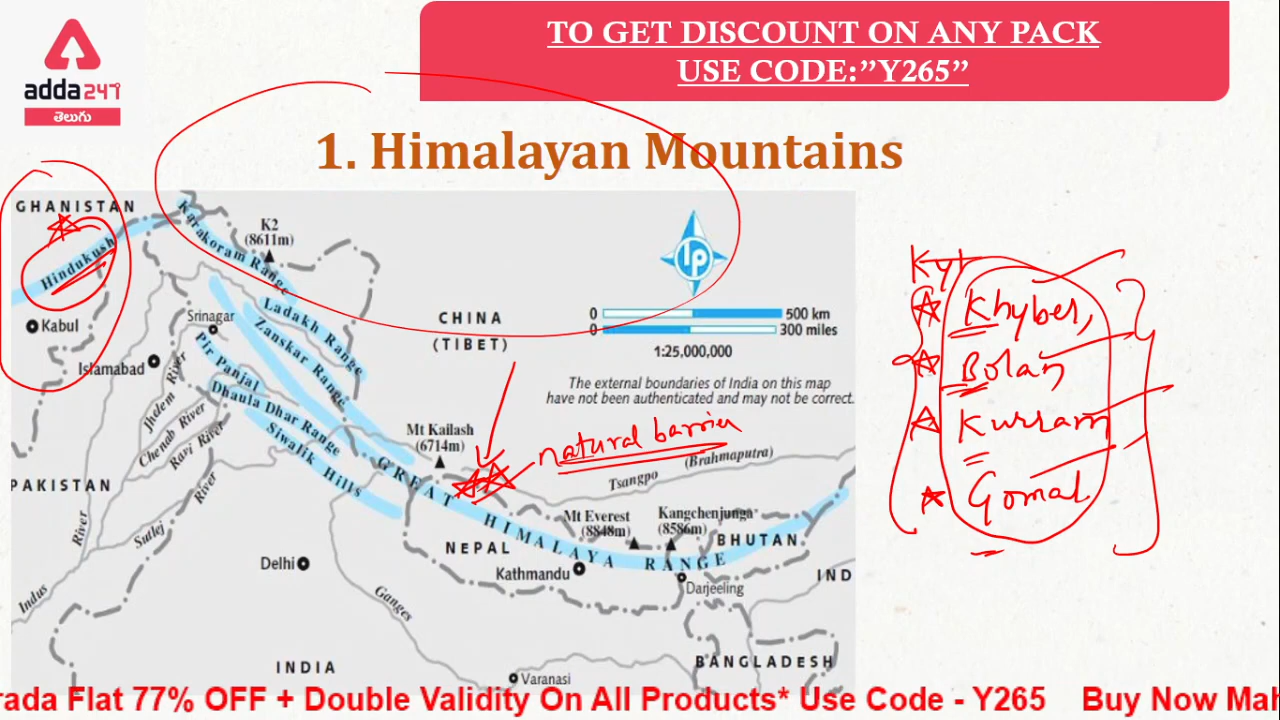 TO GET DISCOUNT ON ANY PACK
USE CODE:”Y265”
adda247
తెలుగు
1. Himalayan Mountains
GHANISTAN
Hindukush
Kabul
Karakoram Range
K2
(8611m)
Srinagar
Ladakh Range
Zanskar Range
Islamabad
Pir Panjal
Dhaula Dhar Range
Siwalik Hills
Jhdem River
Chenab River
Ravi River
PAKISTAN
River
Sutlej
River
Indus
CHINA
(TIBET)
0
500 km
0
300 miles
1:25,000,000
The external boundaries of India on this map
have not been authenticated and may not be correct.
Mt Kailash
(6714m)
natural barrier
Tsangpo
(Brahmaputra)
GREAT HIMALAYA RANGE
Mt Everest
(8848m)
Kangchenjunga
(8586m)
NEPAL
BHUTAN
Kathmandu
Darjeeling
IND
Delhi
Ganges
INDIA
Varanasi
BANGLADESH
lp
Khyber,
Bolan
Kurram
Gomal
rada Flat 77% OFF + Double Validity On All Products* Use Code - Y265 Buy Now Mal